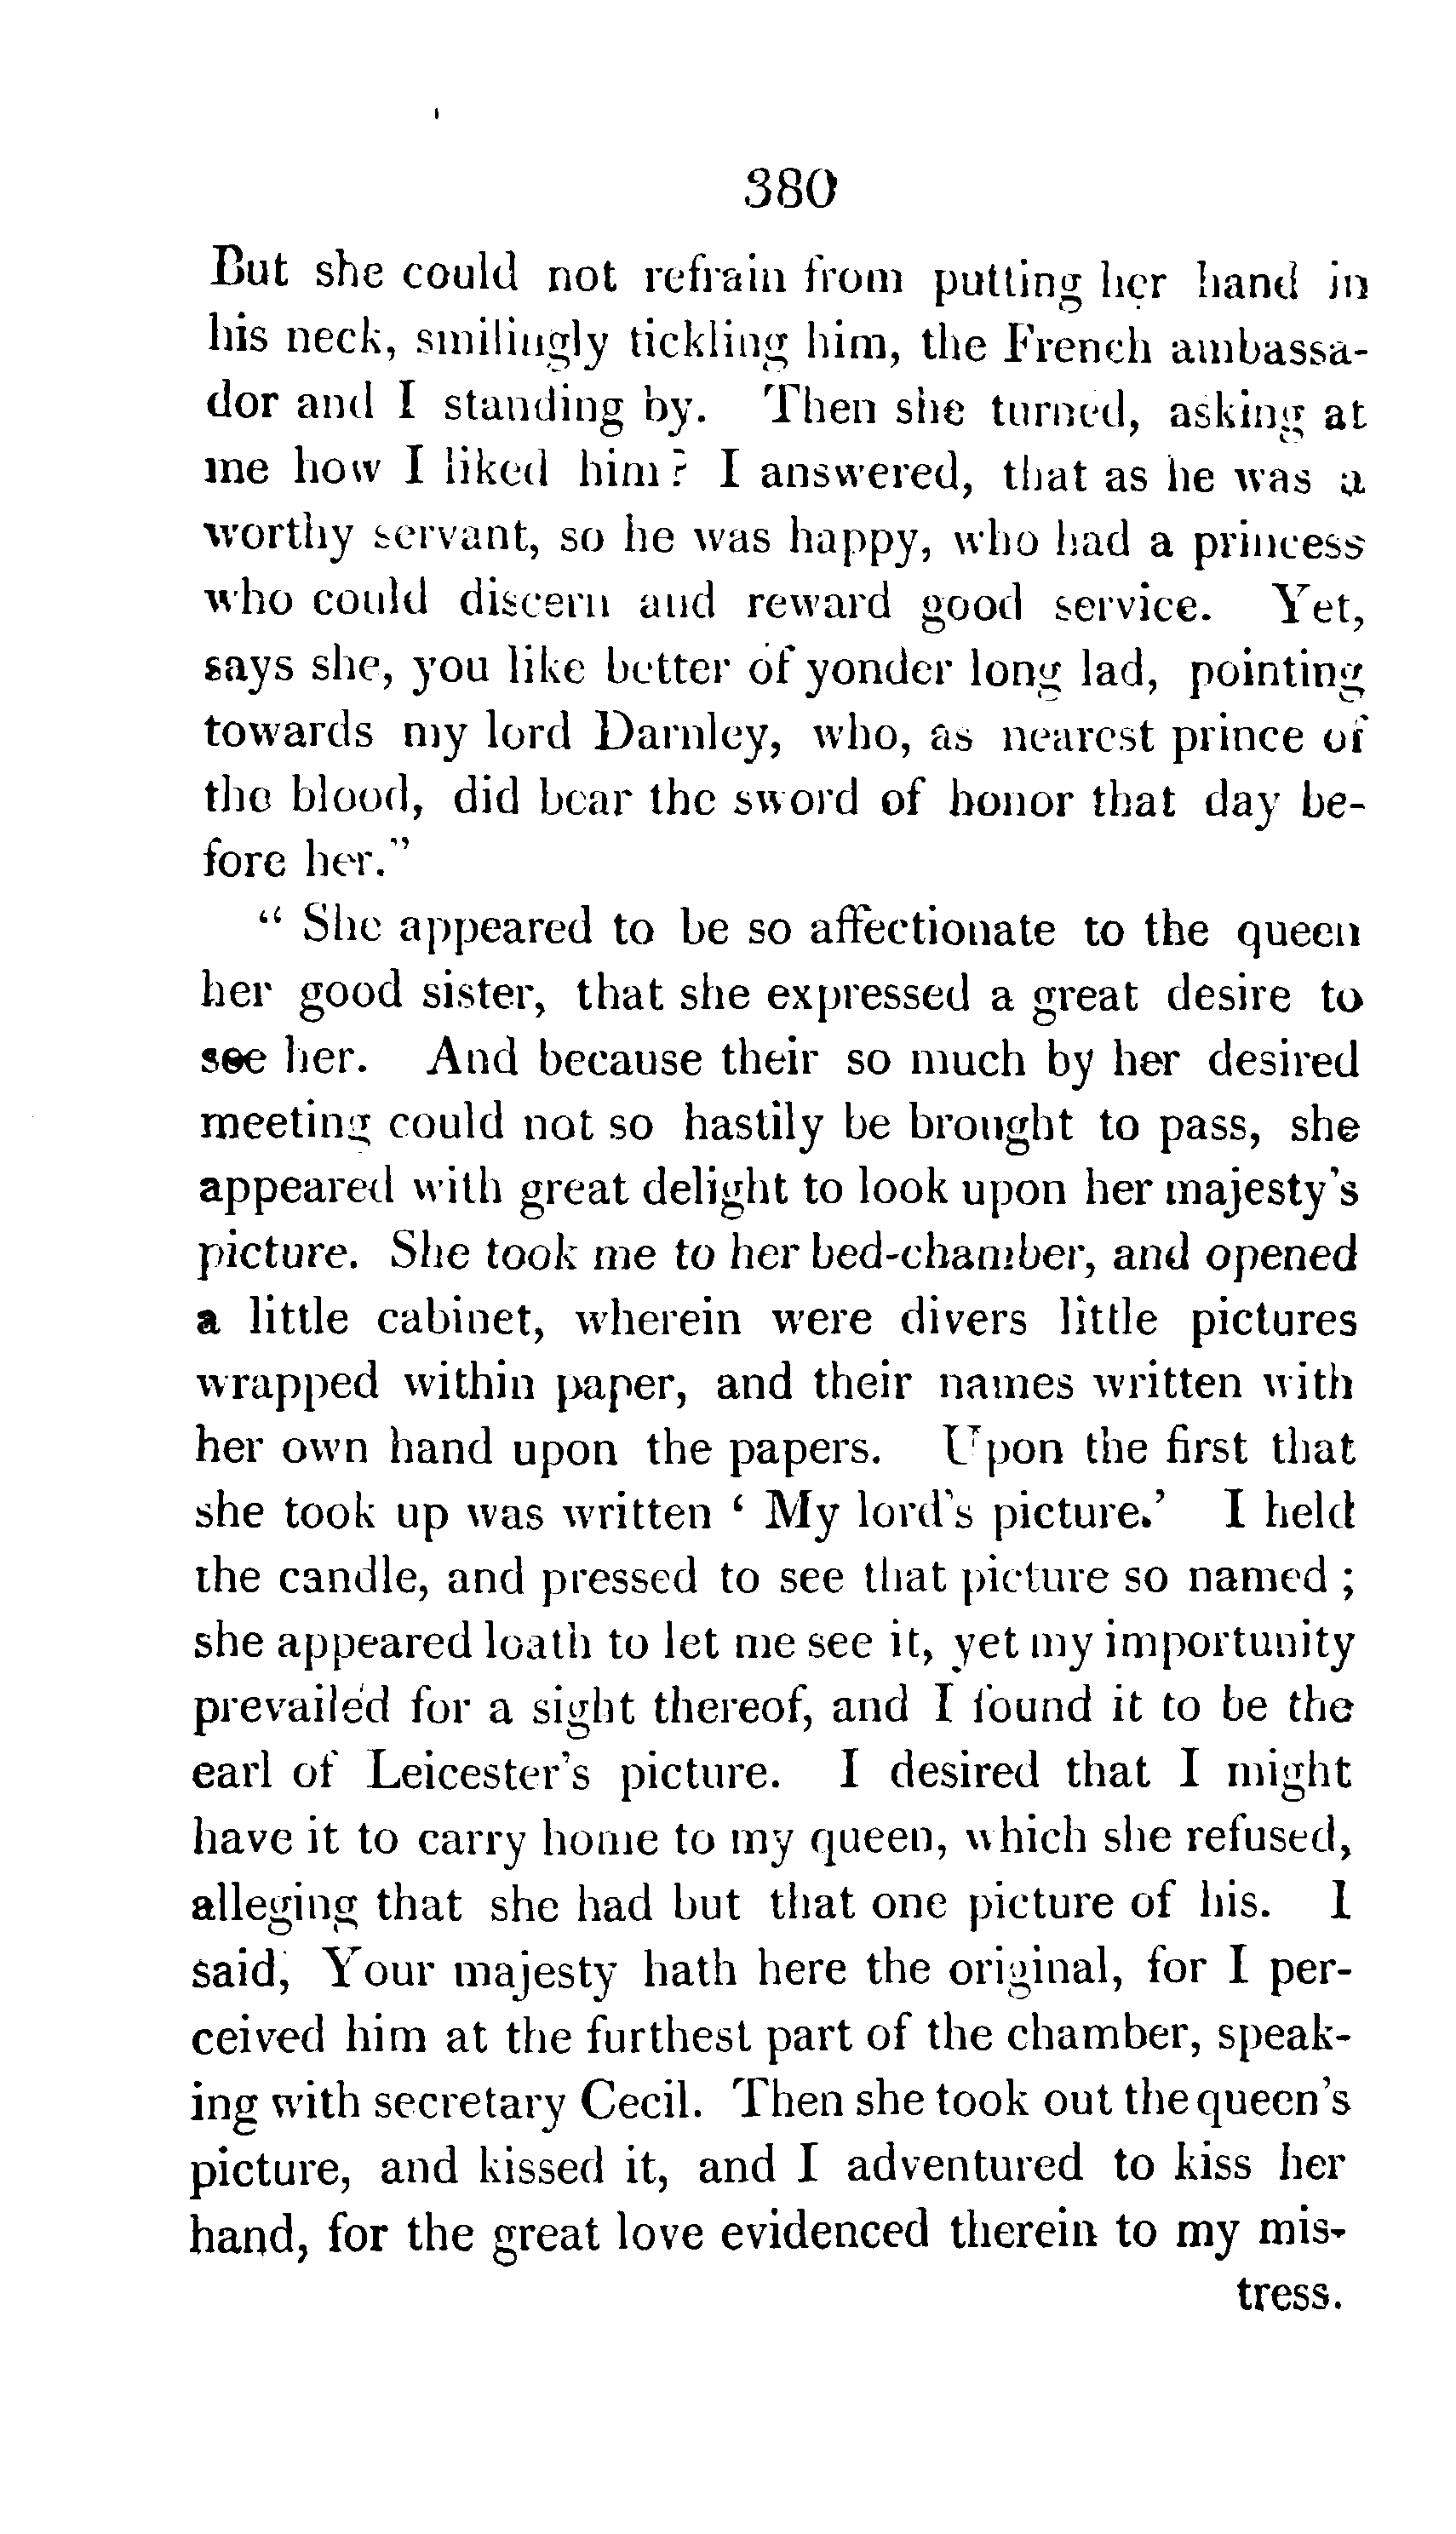 380
But she could not refrain from putting her hand in
his neck, smilingly tickling him, the French ambassa-
dor and I standing by. Then she turned, asking at
me how I liked him? I answered, that as he was a
worthy servant, so he was happy, who had a princess
who could discern and reward good service. Yet,
says she, you like better of yonder long lad, pointing
towards my lord Darnley, who, as nearest prince of
the blood, did bear the sword of honor that day be-
fore her."
" She appeared to be so affectionate to the queen
her good sister, that she expressed a great desire to
see her. And because their so much by her desired
meeting could not so hastily be brought to pass, she
appeared with great delight to look upon her majesty's
picture. She took me to her bed-chamber, and opened
a little cabinet, wherein were divers little pictures
wrapped within paper, and their names written with
her own hand upon the papers. Upon the first that
she took up was written ‘ My lord's picture.’ I held
the candle, and pressed to see that picture so named ;
she appeared loath to let me see it, yet my importunity
prevailed for a sight thereof, and I found it to be the
earl of Leicester's picture. I desired that I might
have it to carry home to my queen, which she refused,
alleging that she had but that one picture of his. I
said, Your majesty hath here the original, for I per-
ceived him at the furthest part of the chamber, speak-
ing with secretary Cecil. Then she took out the queen's
picture, and kissed it, and I adventured to kiss her
hand, for the great love evidenced therein to my mis-
tress.